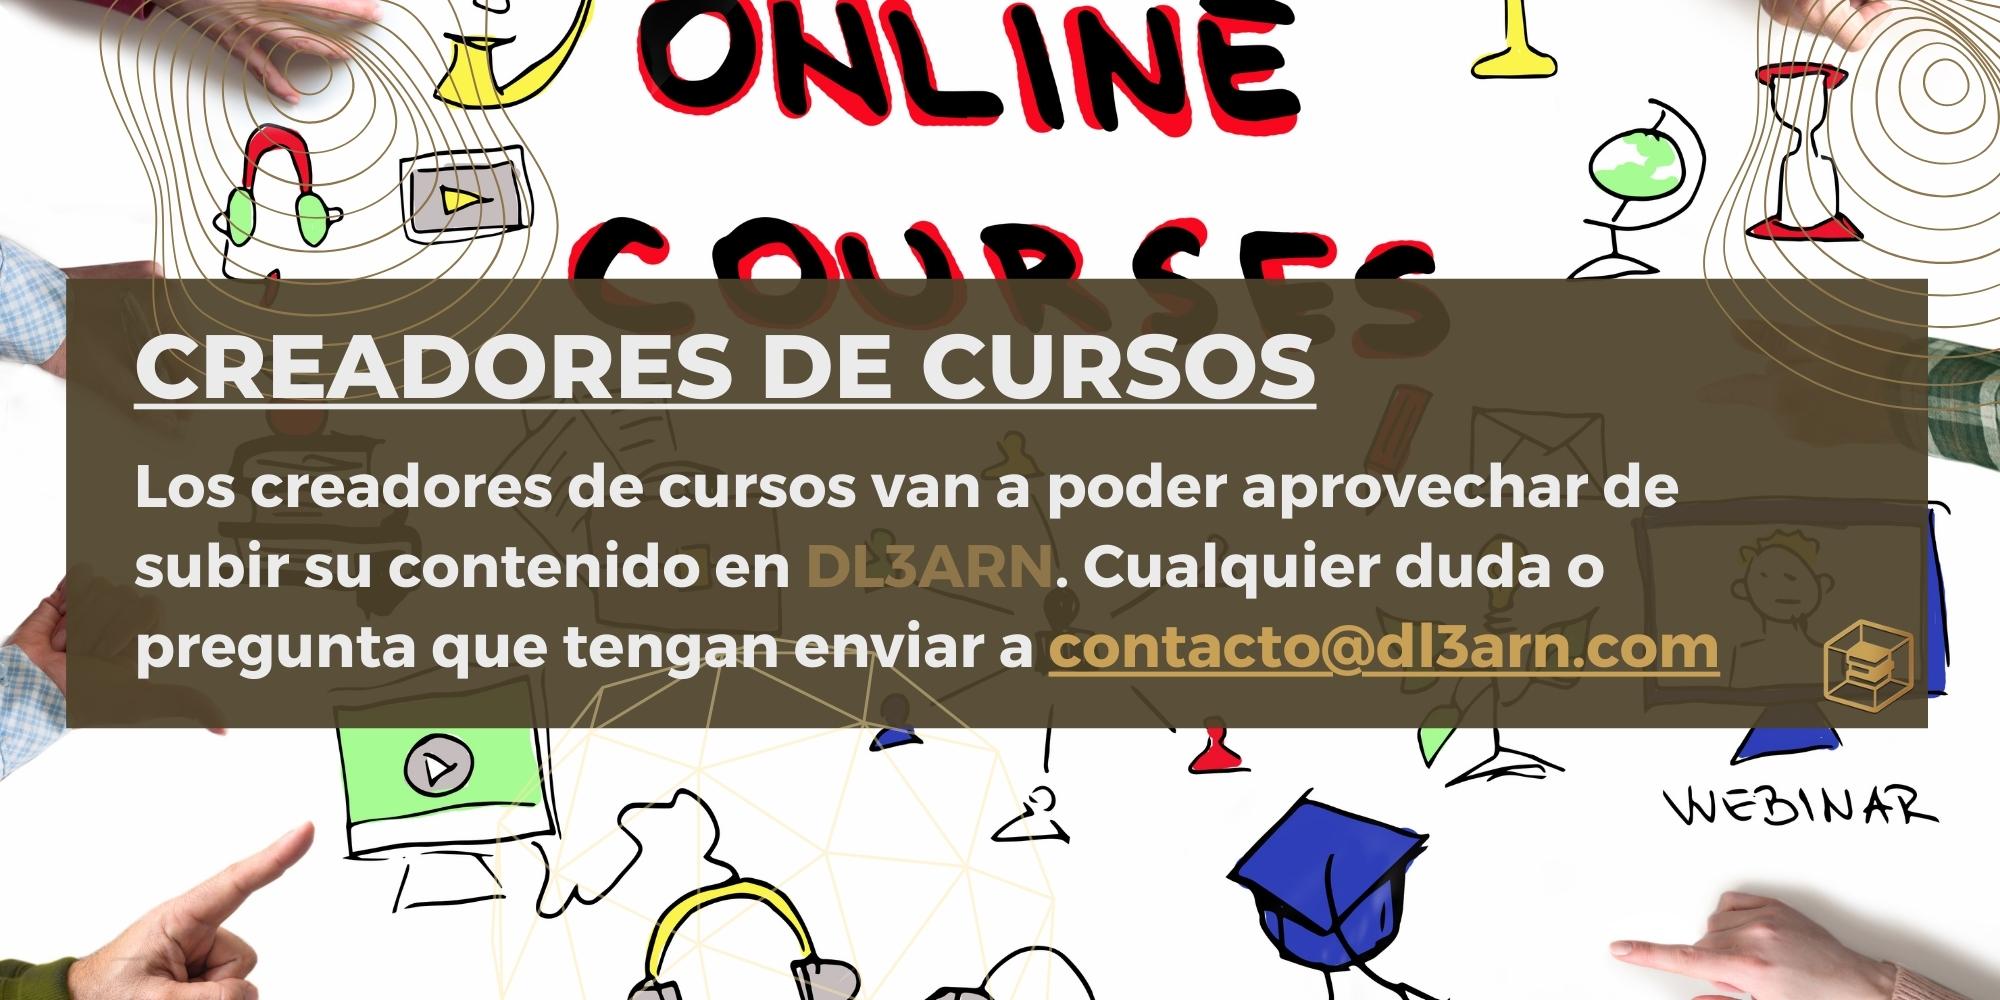 ONLINE
COURSES
CREADORES DE CURSOS
Los creadores de cursos van a poder aprovechar de
subir su contenido en DL3ARN. Cualquier duda o
pregunta que tengan enviar a contacto@dl3arn.com
WEBINAR